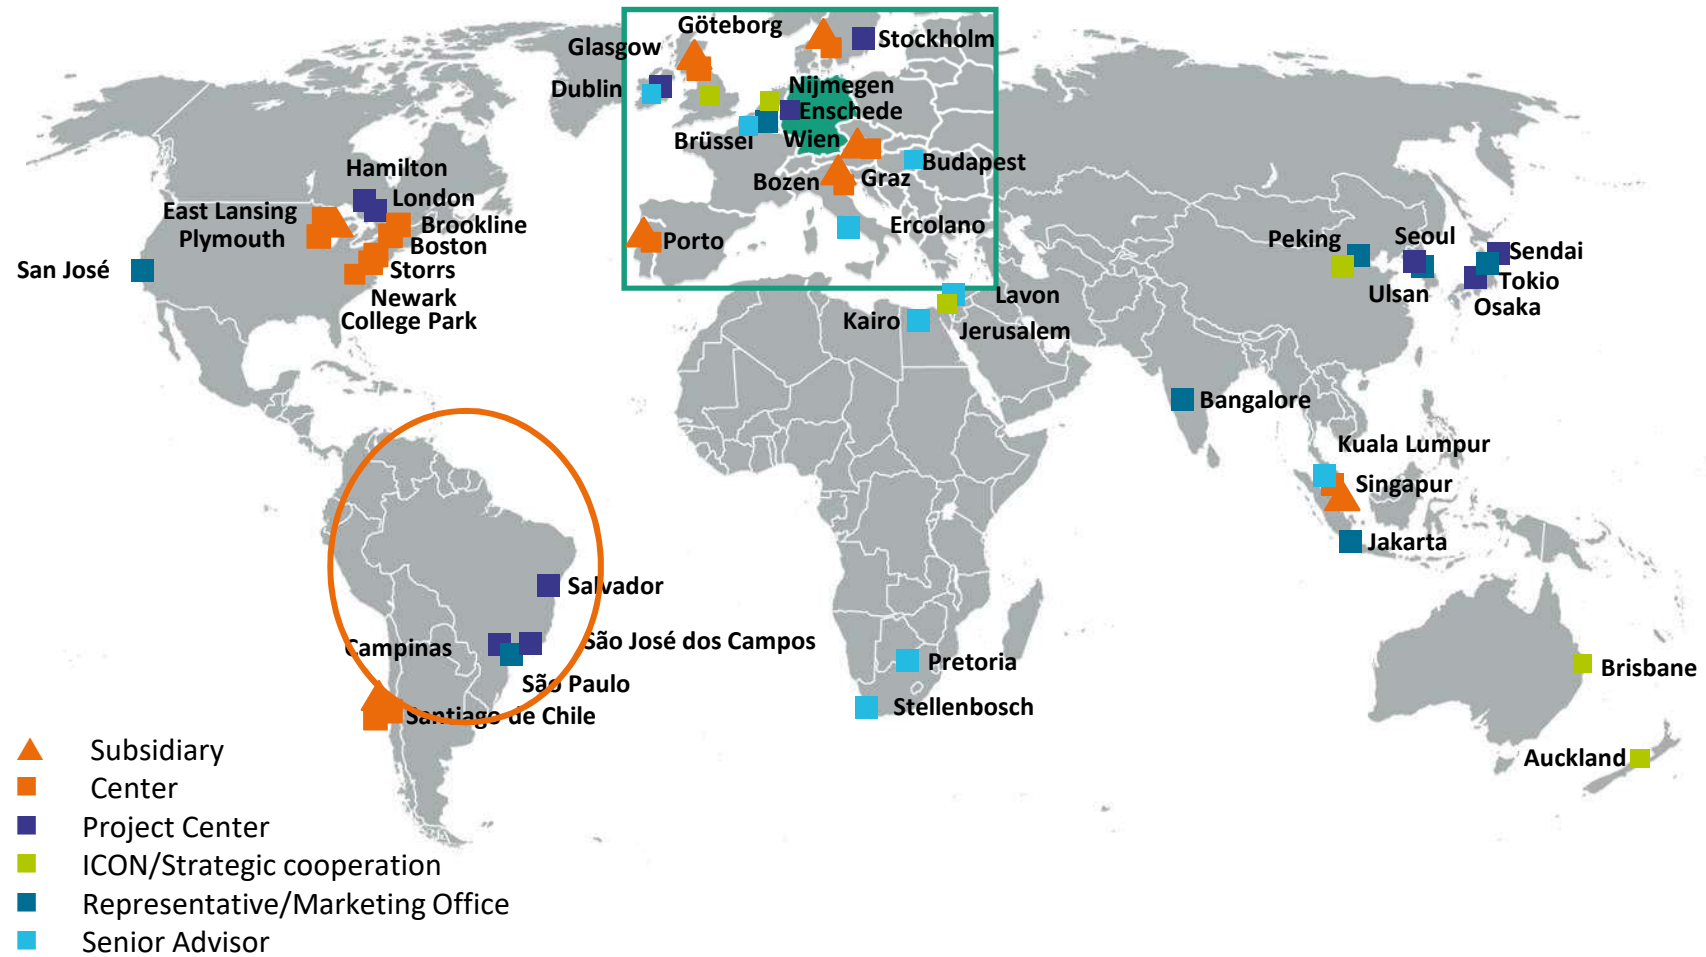 Göteborg
Stockholm
Glasgow
Dublin
Nijmegen
Enschede
Brüssel
Wien
Budapest
Bozen
Graz
Ercolano
Porto
Hamilton
London
East Lansing
Brookline
Plymouth
Boston
San José
Storrs
Newark
College Park
Peking
Seoul
Sendai
Tokio
Ulsan
Osaka
Lavon
Kairo
Jerusalem
Bangalore
Kuala Lumpur
Singapur
Jakarta
Salvador
Campinas
São José dos Campos
São Paulo
Santiago de Chile
Pretoria
Stellenbosch
Brisbane
Auckland
Subsidiary
Center
Project Center
ICON/Strategic cooperation
Representative/Marketing Office
Senior Advisor